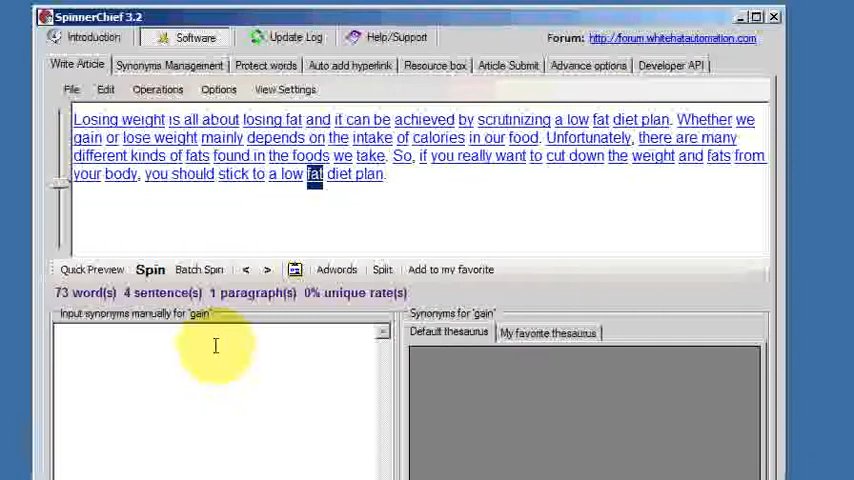 SpinnerChief 3.2
Introduction Software Update Log Help/Support Forum: http://forum.whitehatautomation.com
Write Article Synonyms Management Protect words Auto add hyperlink Resource box Article Submit Advance options Developer API
File Edit Operations Options View Settings
Losing weight is all about losing fat and it can be achieved by scrutinizing a low fat diet plan. Whether we
gain or lose weight mainly depends on the intake of calories in our food. Unfortunately, there are many
different kinds of fats found in the foods we take. So, if you really want to cut down the weight and fats from
your body, you should stick to a low fat diet plan.
Quick Preview Spin Batch Spin < > Adwords Split Add to my favorite
73 word(s) 4 sentence(s) 1 paragraph(s) 0% unique rate(s)
Input synonyms manually for 'gain' Synonyms for 'gain'
Default thesaurus My favorite thesaurus